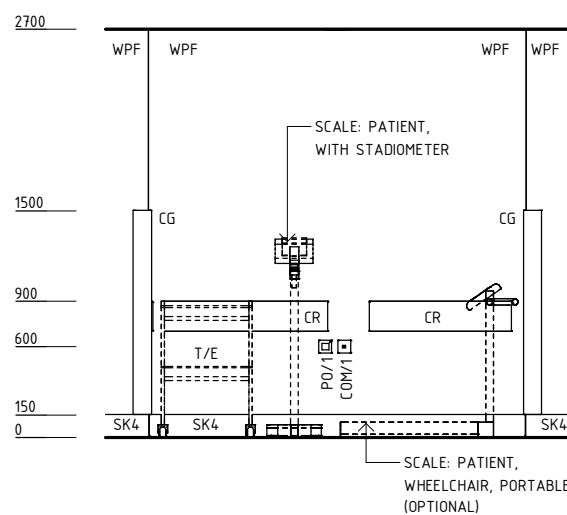 2700
WPF WPF WPF WPF
SCALE: PATIENT,
WITH STADIOMETER
1500
CG CG
900
CR CR
600
T/E
PO/1
COM/1
150
SK4 SK4 SK4
0
SCALE: PATIENT,
WHEELCHAIR, PORTABLE
(OPTIONAL)